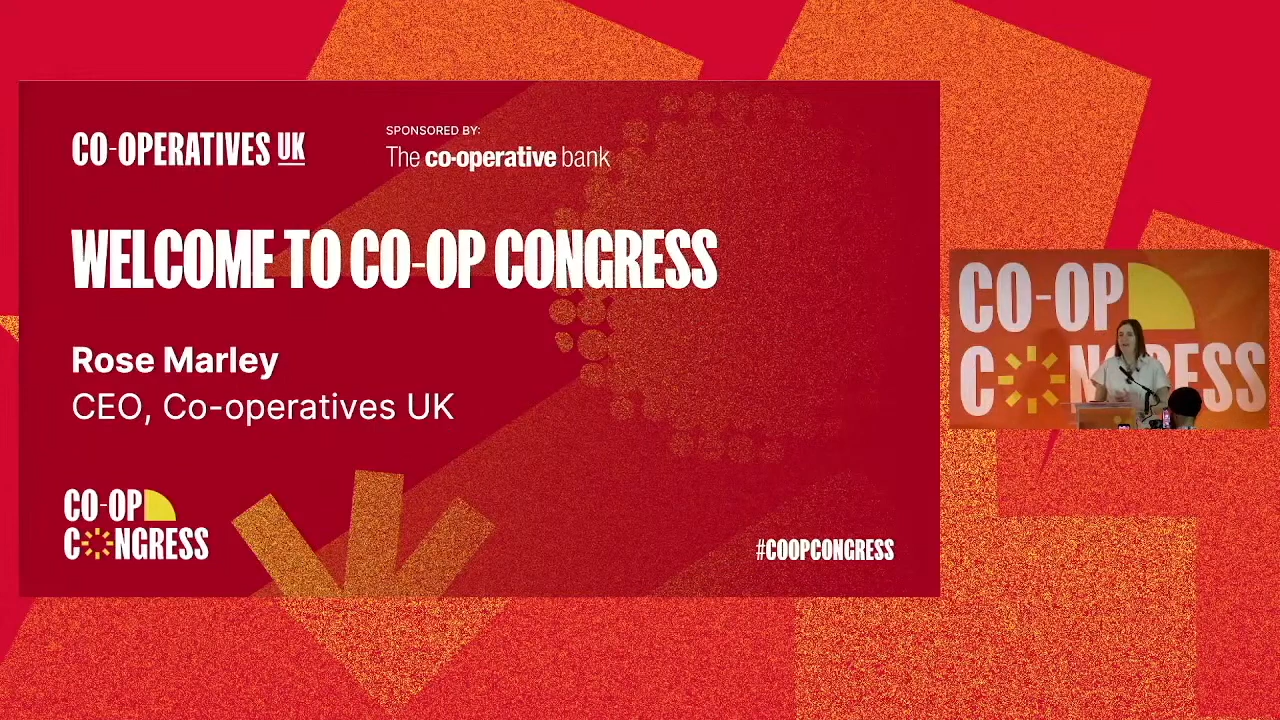 CO-OPERATIVES UK
SPONSORED BY:
The co-operative bank
WELCOME TO CO-OP CONGRESS
Rose Marley
CEO, Co-operatives UK
CO-OP
CONGRESS
#COOPCONGRESS
CO-OP
CONGRESS